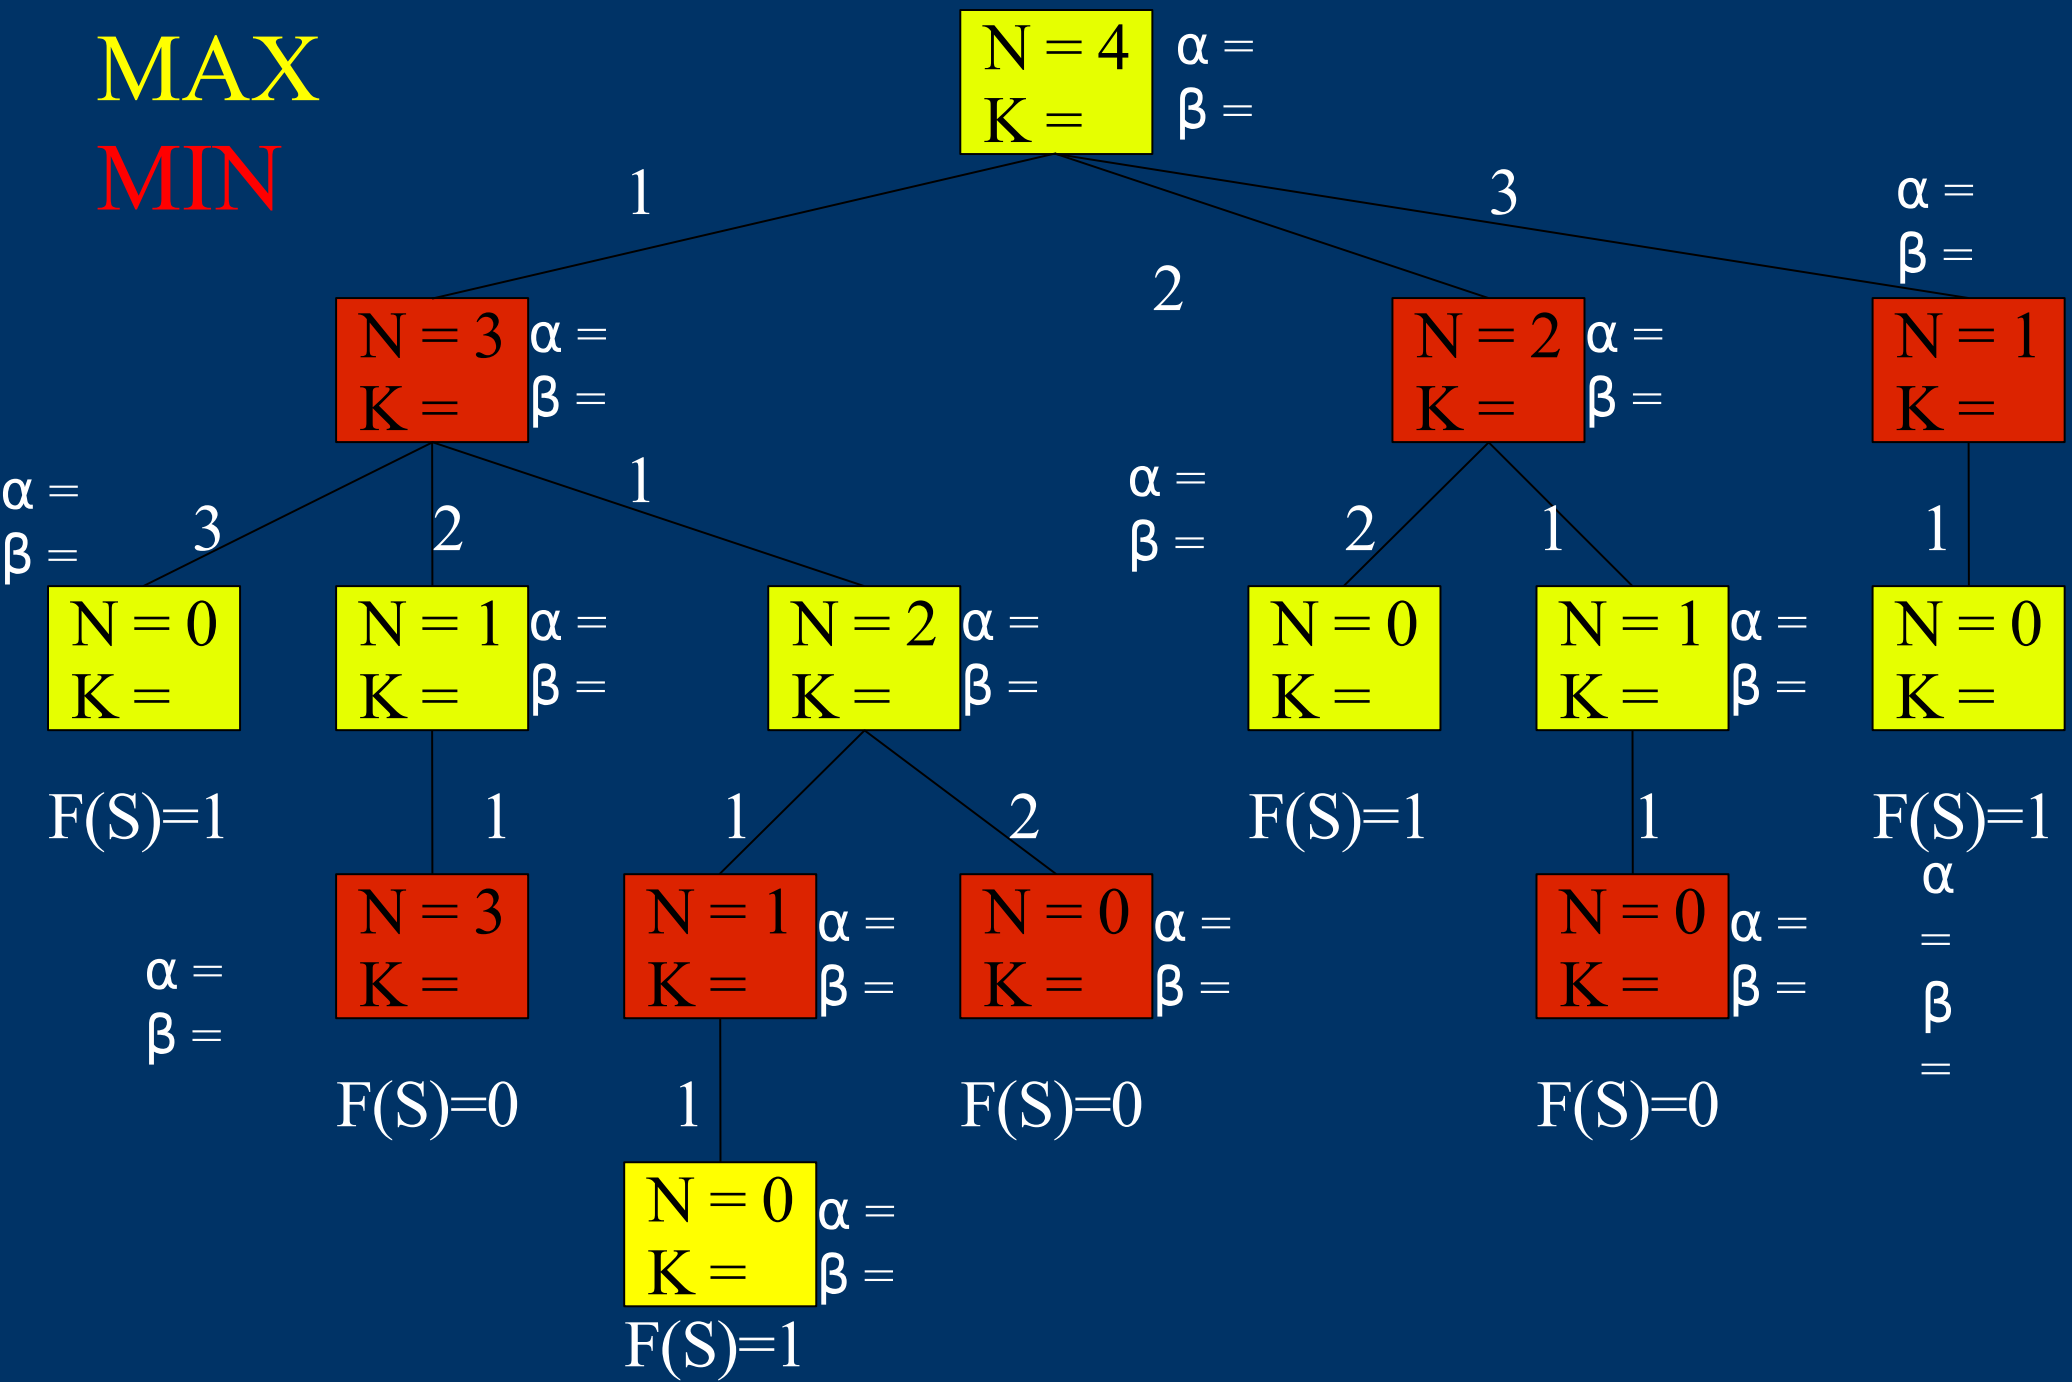 MAX
MIN
N = 4
K =
α =
β =
1
2
3
α =
β =
N = 3
K =
α =
β =
N = 2
K =
α =
β =
N = 1
K =
α =
β =
3
2
1
α =
β =
2
1
1
N = 0
K =
N = 1
K =
α =
β =
N = 2
K =
α =
β =
N = 0
K =
N = 1
K =
α =
β =
N = 0
K =
F(S)=1
1
1
2
F(S)=1
1
F(S)=1
α
=
β
=
α =
β =
N = 3
K =
N = 1
K =
α =
β =
N = 0
K =
α =
β =
N = 0
K =
α =
β =
F(S)=0
1
F(S)=0
F(S)=0
N = 0
K =
α =
β =
F(S)=1